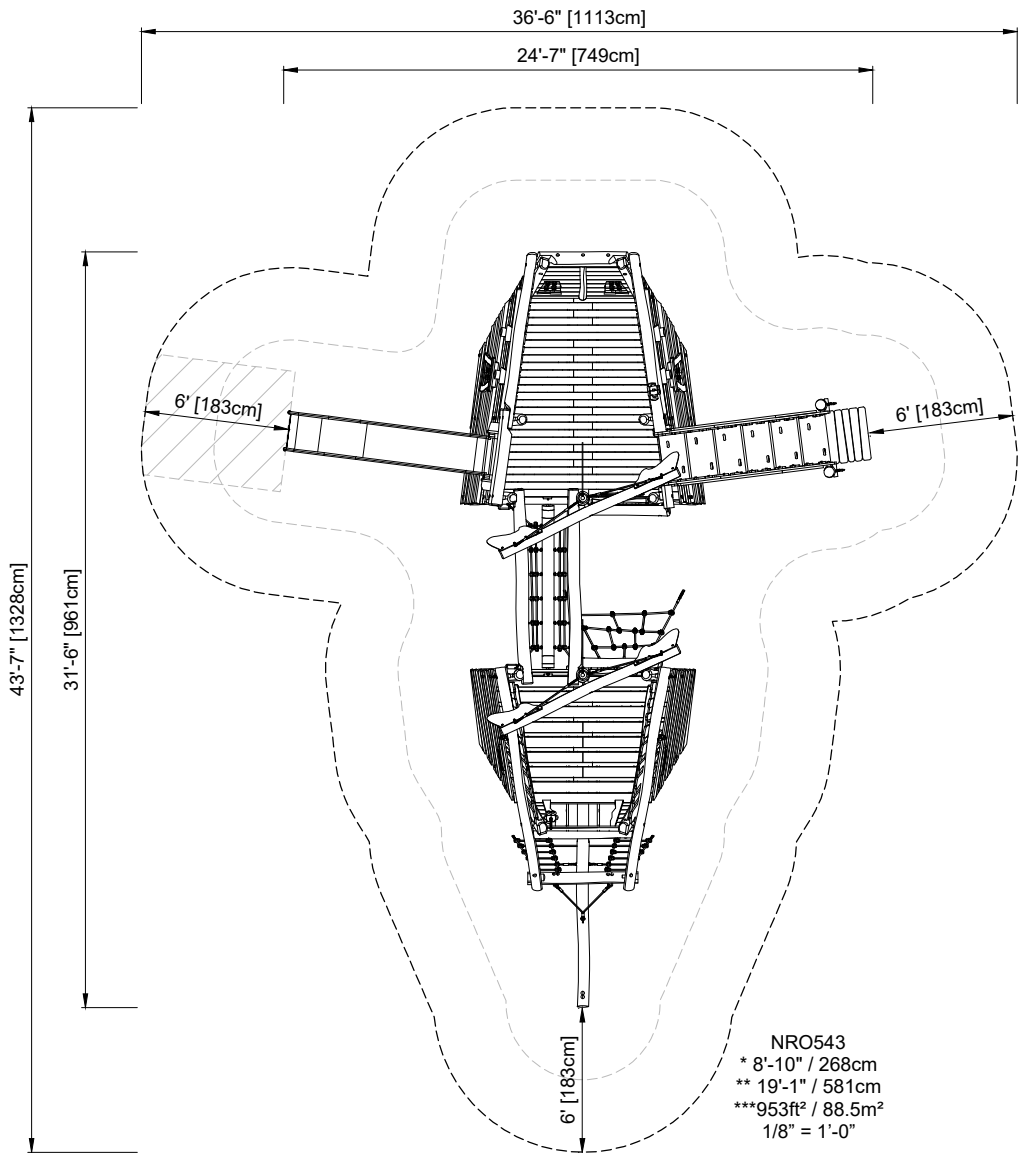 36'-6" [1113cm]
24'-7" [749cm]
6' [183cm]
6' [183cm]
43'-7" [1328cm]
31'-6" [961cm]
6' [183cm]
NRO543
* 8'-10" / 268cm
** 19'-1" / 581cm
***953ft² / 88.5m²
1/8" = 1'-0"